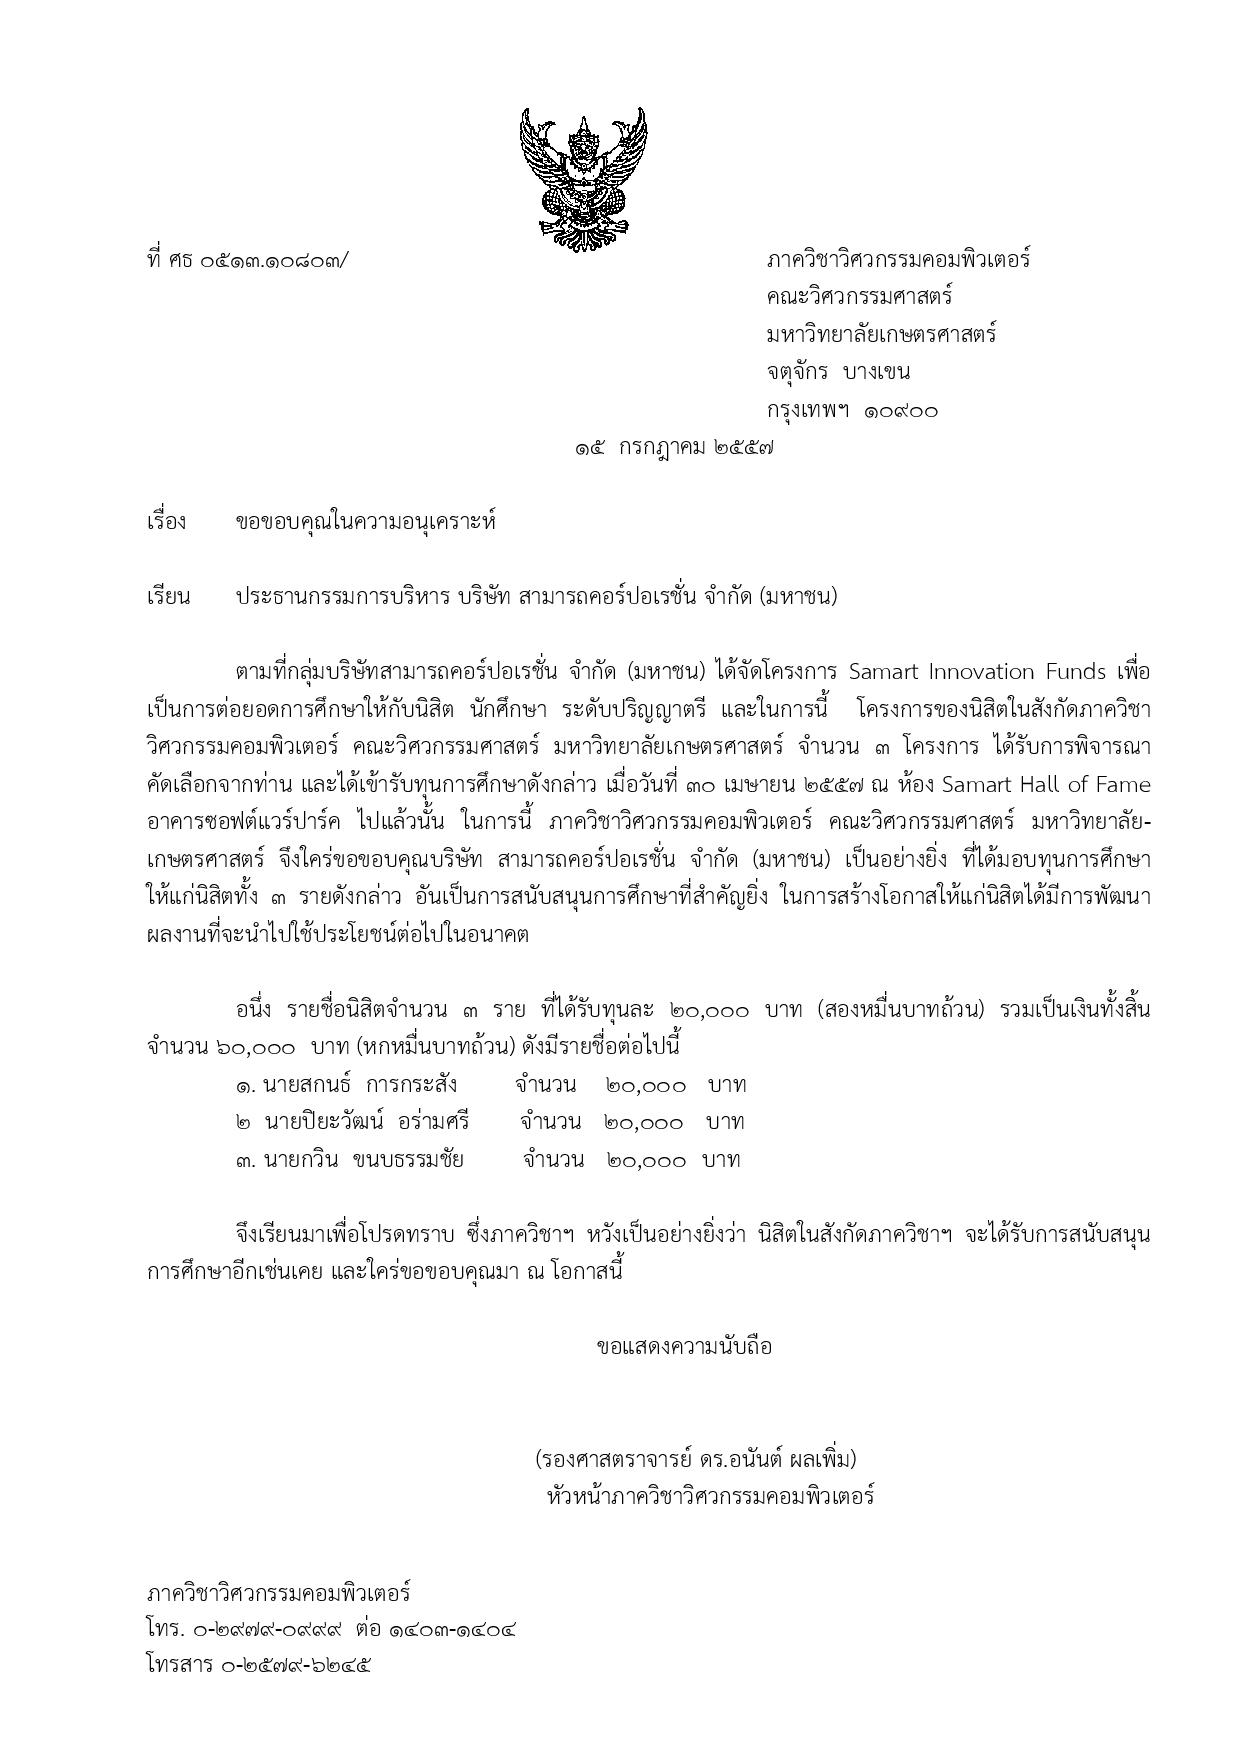 ที่ ศธ ๐๕๑๓.๑๐๘๐๓/
ภาควิชาวิศวกรรมคอมพิวเตอร์
คณะวิศวกรรมศาสตร์
มหาวิทยาลัยเกษตรศาสตร์
จตุจักร บางเขน
กรุงเทพฯ ๑๐๙๐๐
๑๕ กรกฎาคม ๒๕๕๗
เรื่อง ขอขอบคุณในความอนุเคราะห์
เรียน ประธานกรรมการบริหาร บริษัท สามารถคอร์ปอเรชั่น จำกัด (มหาชน)
ตามที่กลุ่มบริษัทสามารถคอร์ปอเรชั่น จำกัด (มหาชน) ได้จัดโครงการ Samart Innovation Funds เพื่อ
เป็นการต่อยอดการศึกษาให้กับนิสิต นักศึกษา ระดับปริญญาตรี และในการนี้ โครงการของนิสิตในสังกัดภาควิชา
วิศวกรรมคอมพิวเตอร์ คณะวิศวกรรมศาสตร์ มหาวิทยาลัยเกษตรศาสตร์ จำนวน ๓ โครงการ ได้รับการพิจารณา
คัดเลือกจากท่าน และได้เข้ารับทุนการศึกษาดังกล่าว เมื่อวันที่ ๓๐ เมษายน ๒๕๕๗ ณ ห้อง Samart Hall of Fame
อาคารซอฟต์แวร์ปาร์ค ไปแล้วนั้น ในการนี้ ภาควิชาวิศวกรรมคอมพิวเตอร์ คณะวิศวกรรมศาสตร์ มหาวิทยาลัย-
เกษตรศาสตร์ จึงใคร่ขอขอบคุณบริษัท สามารถคอร์ปอเรชั่น จำกัด (มหาชน) เป็นอย่างยิ่ง ที่ได้มอบทุนการศึกษา
ให้แก่นิสิตทั้ง ๓ รายดังกล่าว อันเป็นการสนับสนุนการศึกษาที่สำคัญยิ่ง ในการสร้างโอกาสให้แก่นิสิตได้มีการพัฒนา
ผลงานที่จะนำไปใช้ประโยชน์ต่อไปในอนาคต
อนึ่ง รายชื่อนิสิตจำนวน ๓ ราย ที่ได้รับทุนละ ๒๐,๐๐๐ บาท (สองหมื่นบาทถ้วน) รวมเป็นเงินทั้งสิ้น
จำนวน ๖๐,๐๐๐ บาท (หกหมื่นบาทถ้วน) ดังมีรายชื่อต่อไปนี้
๑. นายสกนธ์ การกระสัง จำนวน ๒๐,๐๐๐ บาท
๒ นายปิยะวัฒน์ อร่ามศรี จำนวน ๒๐,๐๐๐ บาท
๓. นายกวิน ขนบธรรมชัย จำนวน ๒๐,๐๐๐ บาท
จึงเรียนมาเพื่อโปรดทราบ ซึ่งภาควิชาฯ หวังเป็นอย่างยิ่งว่า นิสิตในสังกัดภาควิชาฯ จะได้รับการสนับสนุน
การศึกษาอีกเช่นเคย และใคร่ขอขอบคุณมา ณ โอกาสนี้
ขอแสดงความนับถือ
(รองศาสตราจารย์ ดร.อนันต์ ผลเพิ่ม)
หัวหน้าภาควิชาวิศวกรรมคอมพิวเตอร์
ภาควิชาวิศวกรรมคอมพิวเตอร์
โทร. ๐-๒๙๗๙-๐๙๙๙ ต่อ ๑๔๐๓-๑๔๐๔
โทรสาร ๐-๒๕๗๙-๖๒๔๕